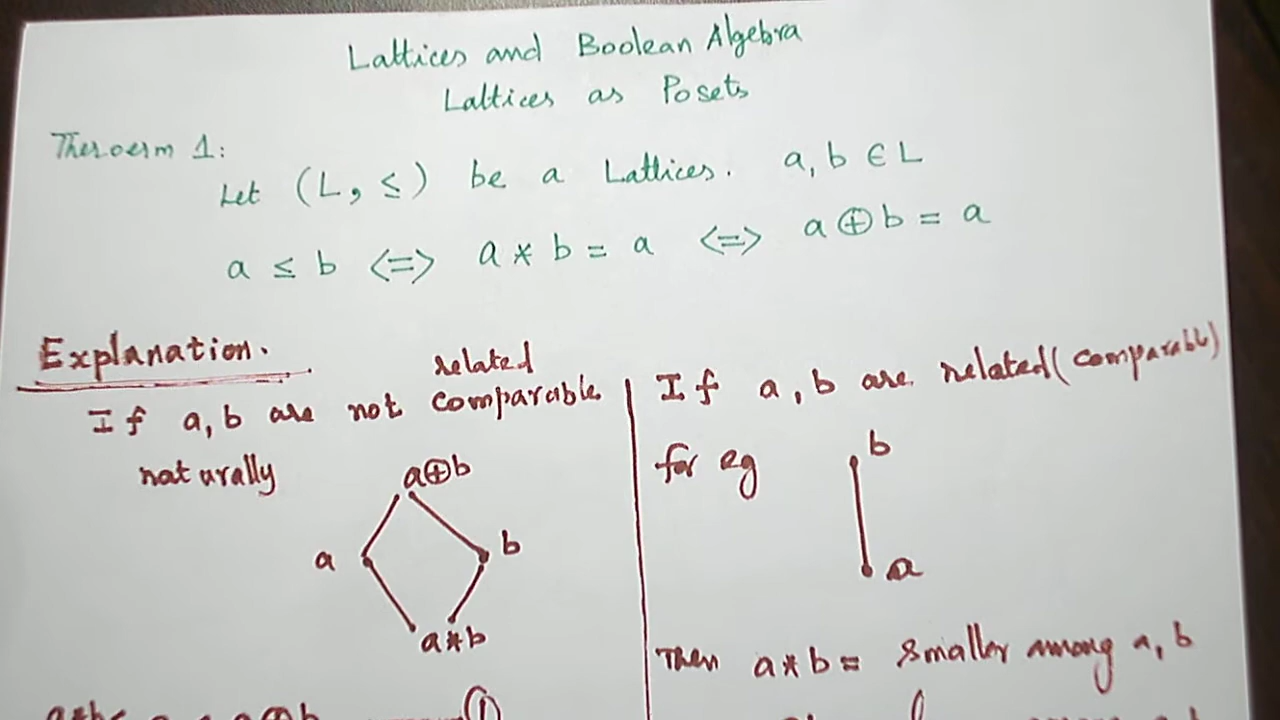 Lattices and Boolean Algebra
Lattices as Posets
Theroerm 1:
Let (L, ≤) be a Lattices. a, b ∈ L
a ≤ b <=> a * b = a <=> a ⊕ b = a
Explanation.
related
If a, b are not comparable
naturally
a⊕b
a
b
a*b
If a, b are related (comparable)
for eg
b
a
Then a*b = smaller among a, b